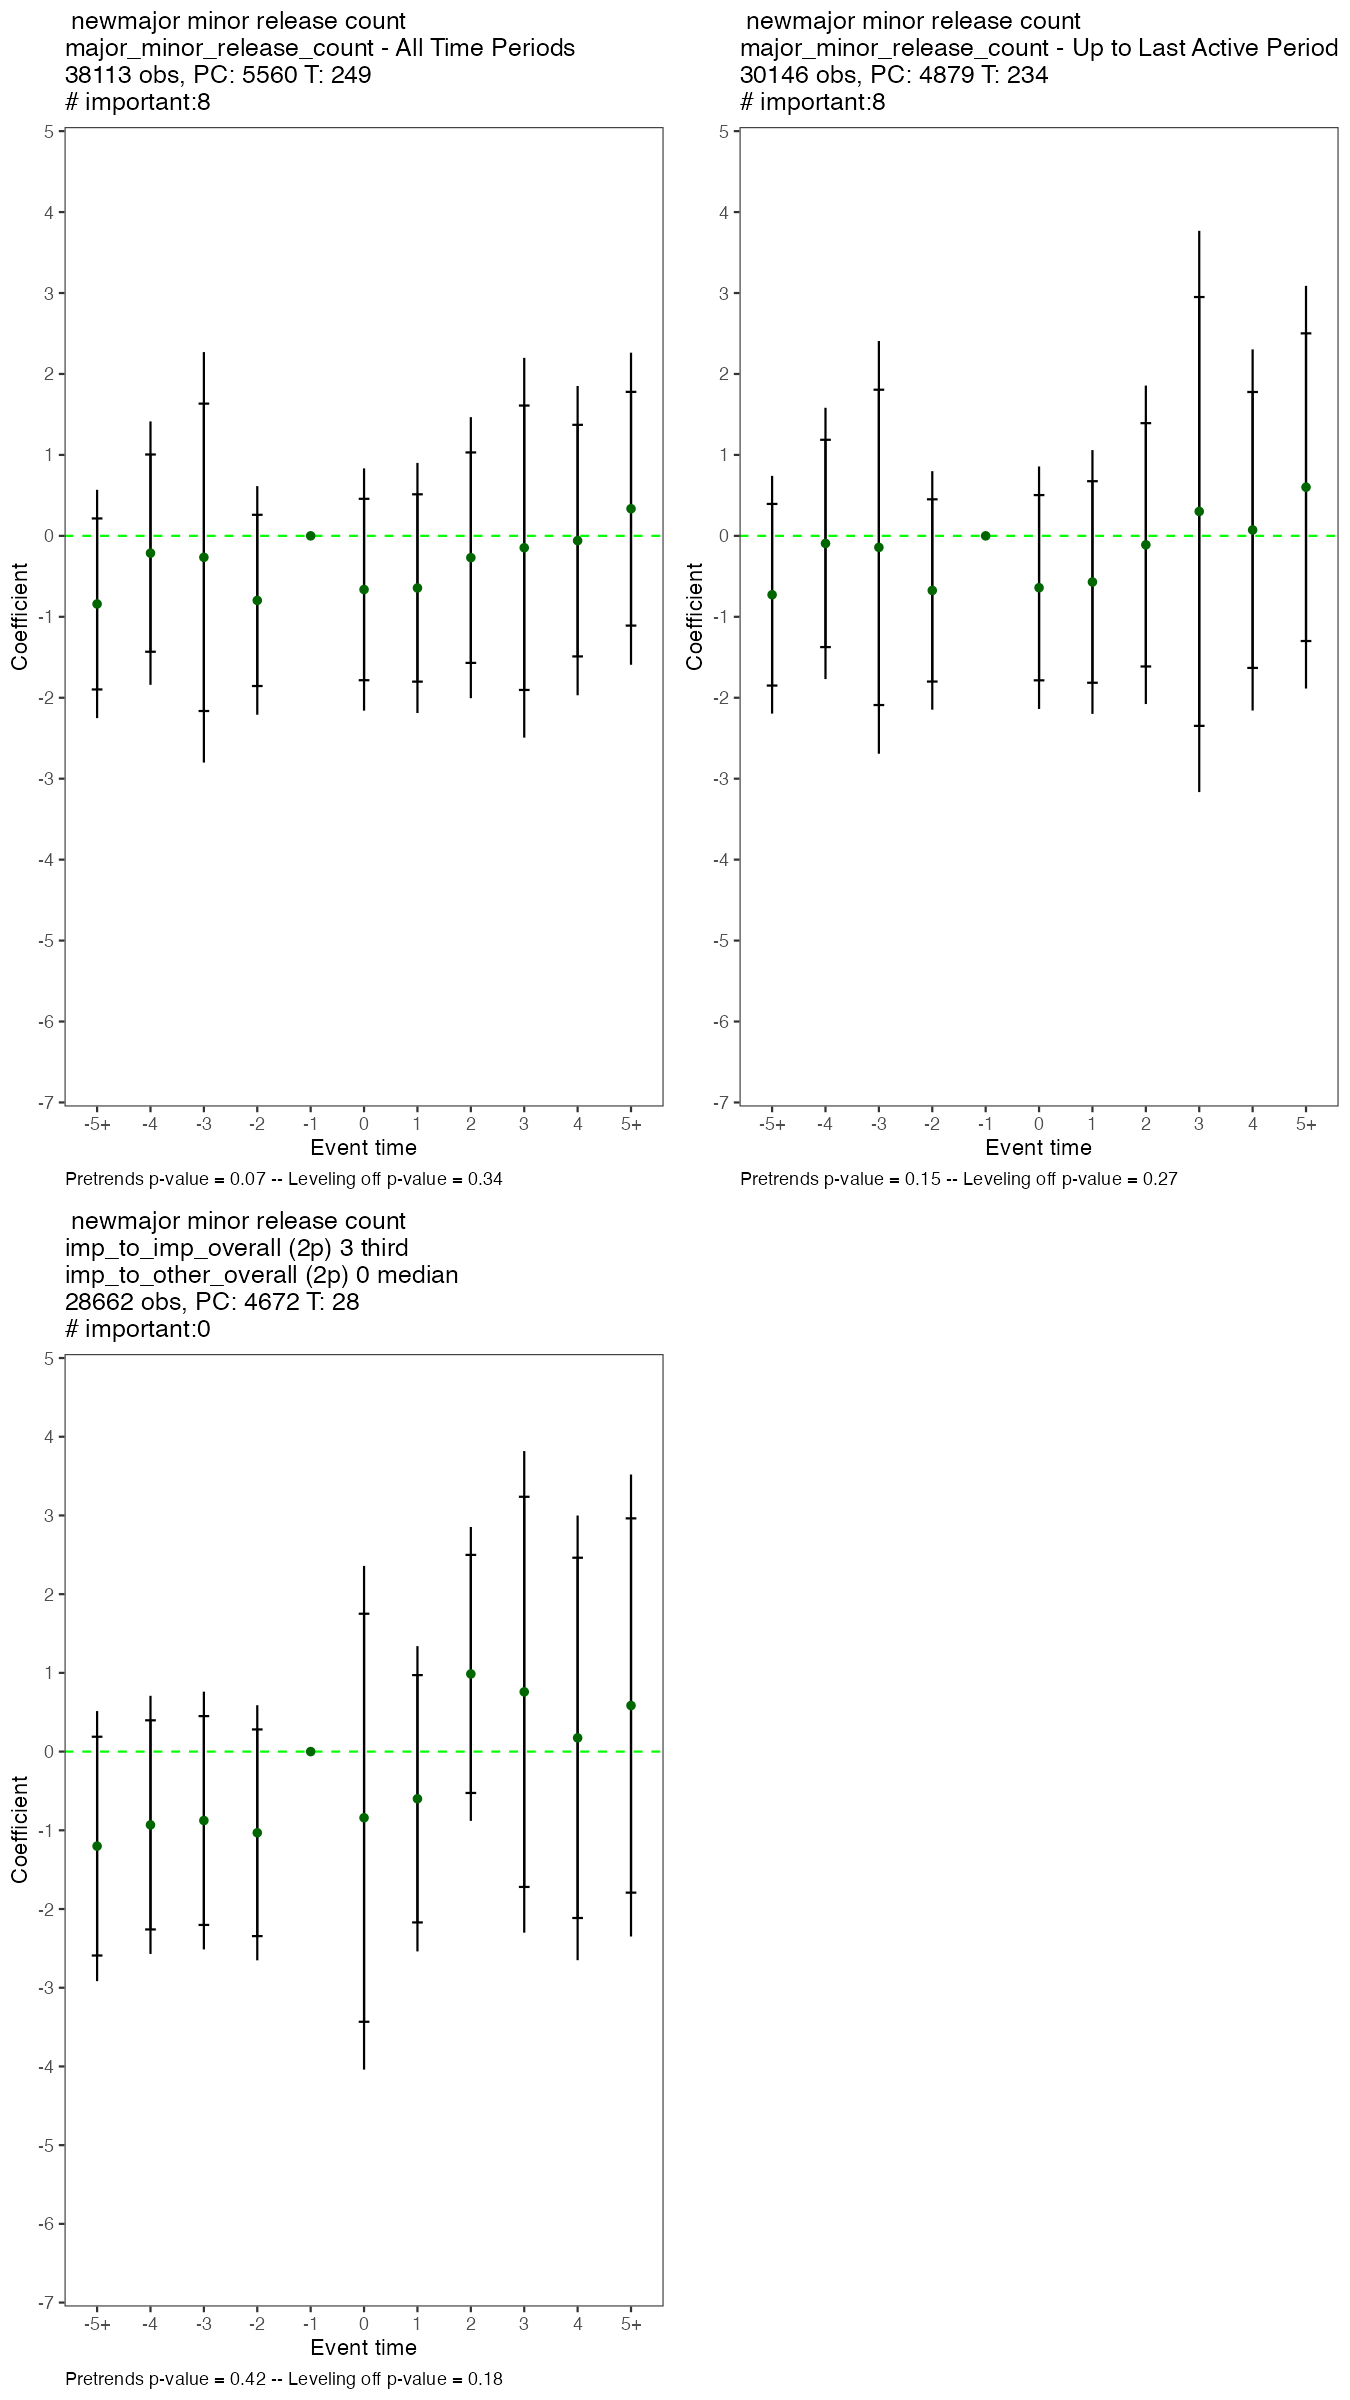 newmajor minor release count
major_minor_release_count - All Time Periods
38113 obs, PC: 5560 T: 249
# important:8
5
4
3
2
1
0
-1
-2
-3
-4
-5
-6
-7
Coefficient
-5+ -4 -3 -2 -1 0 1 2 3 4 5+
Event time
Pretrends p-value = 0.07 -- Leveling off p-value = 0.34
newmajor minor release count
major_minor_release_count - Up to Last Active Period
30146 obs, PC: 4879 T: 234
# important:8
5
4
3
2
1
0
-1
-2
-3
-4
-5
-6
-7
Coefficient
-5+ -4 -3 -2 -1 0 1 2 3 4 5+
Event time
Pretrends p-value = 0.15 -- Leveling off p-value = 0.27
newmajor minor release count
imp_to_imp_overall (2p) 3 third
imp_to_other_overall (2p) 0 median
28662 obs, PC: 4672 T: 28
# important:0
5
4
3
2
1
0
-1
-2
-3
-4
-5
-6
-7
Coefficient
-5+ -4 -3 -2 -1 0 1 2 3 4 5+
Event time
Pretrends p-value = 0.42 -- Leveling off p-value = 0.18